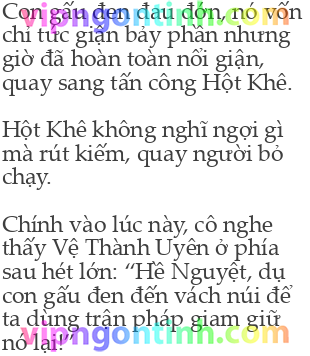 Con gấu đen đau đớn, nó vốn
chỉ tức giận bảy phần nhưng
giờ đã hoàn toàn nổi giận,
quay sang tấn công Hột Khê.
Hột Khê không nghĩ ngợi gì
mà rút kiếm, quay người bỏ
chạy.
Chính vào lúc này, cô nghe
thấy Vệ Thành Uyên ở phía
sau hét lớn: “Hề Nguyệt, dụ
con gấu đen đến vách núi để
ta dùng trận pháp giam giữ
nó lại!”
vipngontinh.com
vipngontinh.com